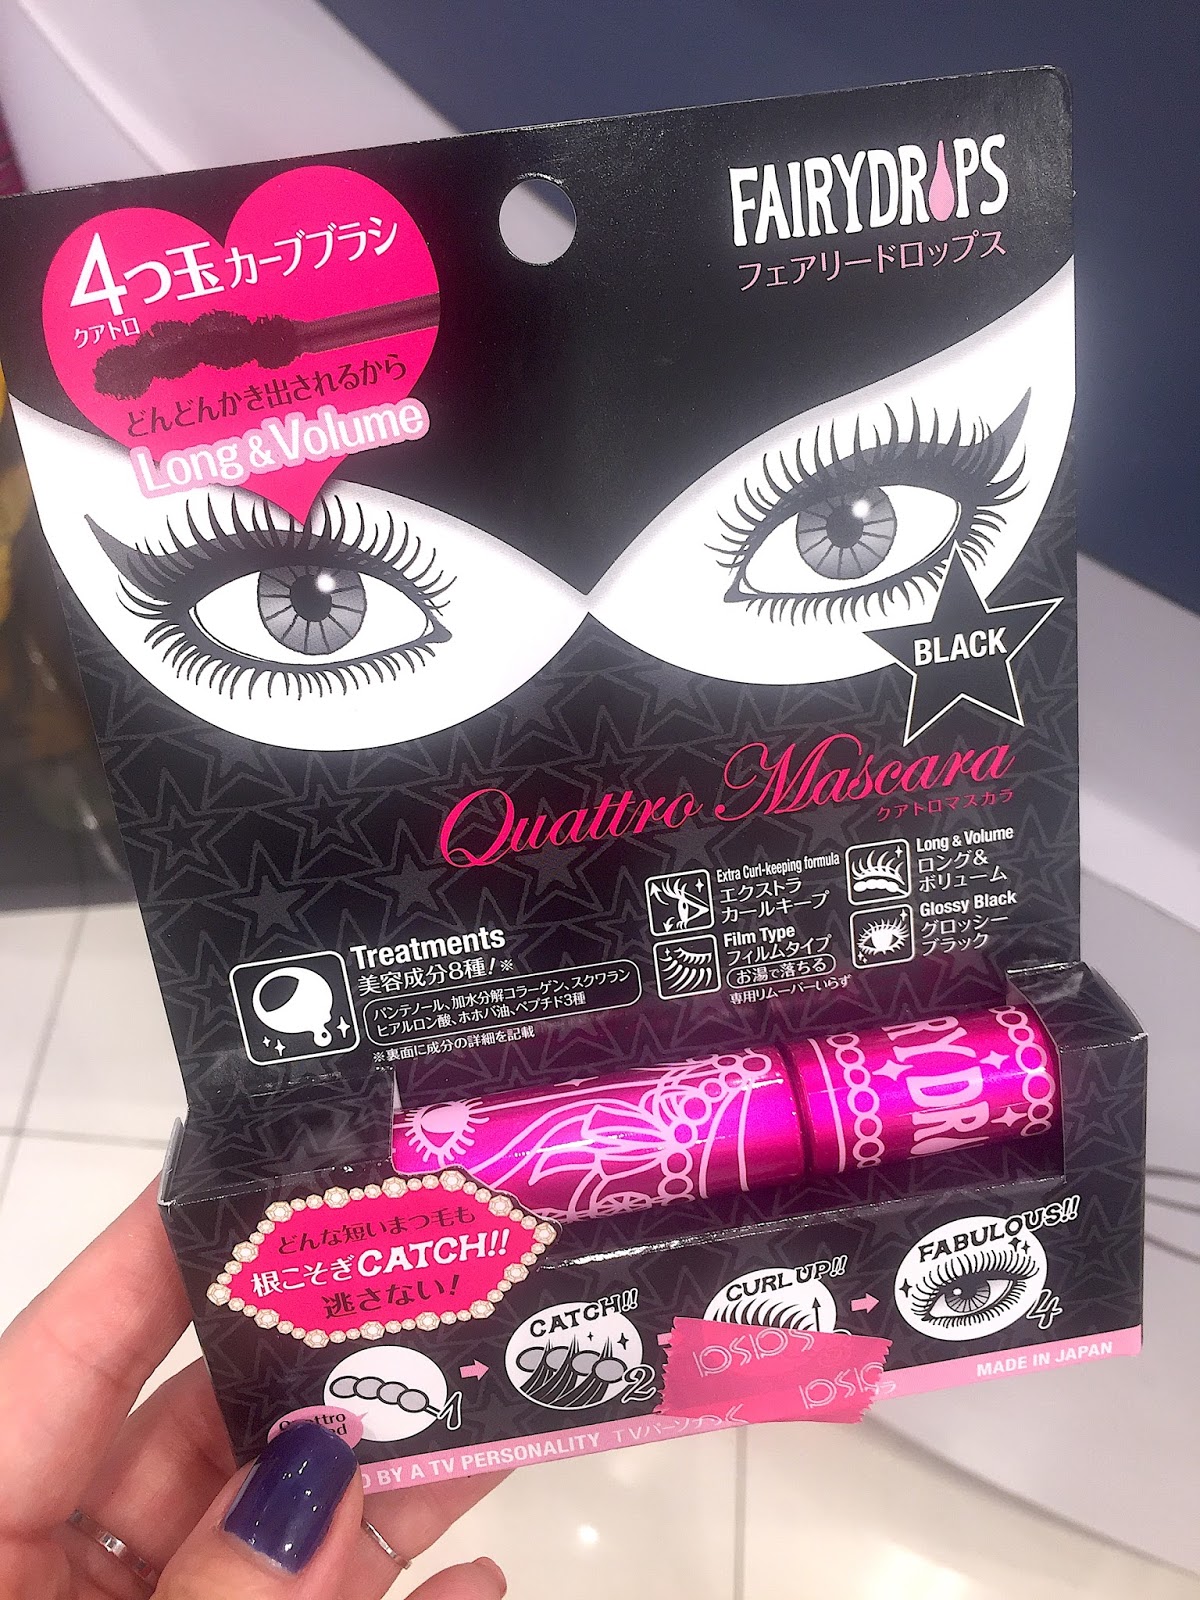 FAIRYDROPS
フェアリードロップス
4つ玉カーブブラシ
クアトロ
どんどんかき出されるから
Long & Volume
BLACK
Quattro Mascara
クアトロマスカラ
Extra Curl-keeping formula
エクストラ
カールキープ
Long & Volume
ロング&
ボリューム
Film Type
フィルムタイプ
お湯で落ちる
専用リムーバーいらず
Glossy Black
グロッシー
ブラック
Treatments
美容成分8種!※
パンテノール、加水分解コラーゲン、スクワラン
ヒアルロン酸、ホホバ油、ペプチド3種
※裏面に成分の詳細を記載
RYDR
どんな短いまつ毛も
根こそぎCATCH!!
逃さない!
1
CATCH!!
2
CURL UP!!
FABULOUS!!
4
BY A TV PERSONALITY TVパーソナ
MADE IN JAPAN